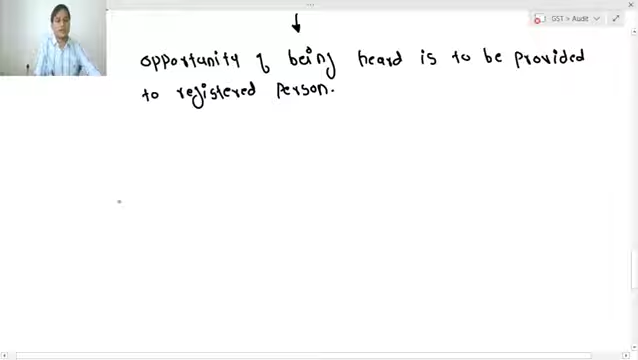 GST > Audit
opportunity of being heard is to be provided
to registered person.